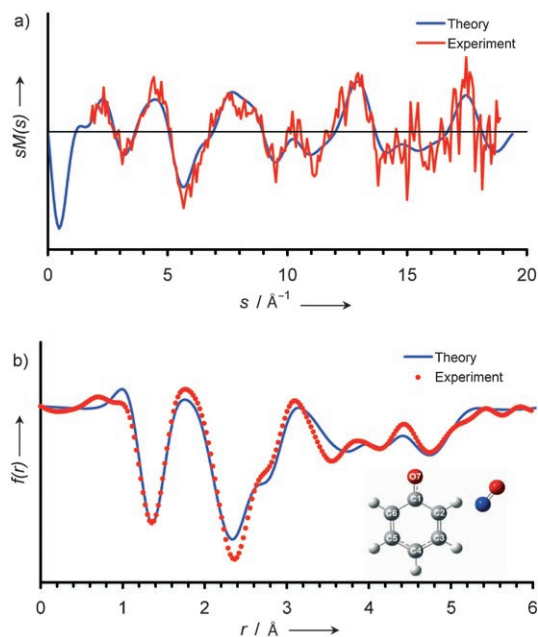 a)
Theory
Experiment
sM(s)
0 5 10 15 20
s / Å⁻¹
b)
Theory
Experiment
f(r)
O7
C1
C6 C2
C5 C3
C4
0 1 2 3 4 5 6
r / Å